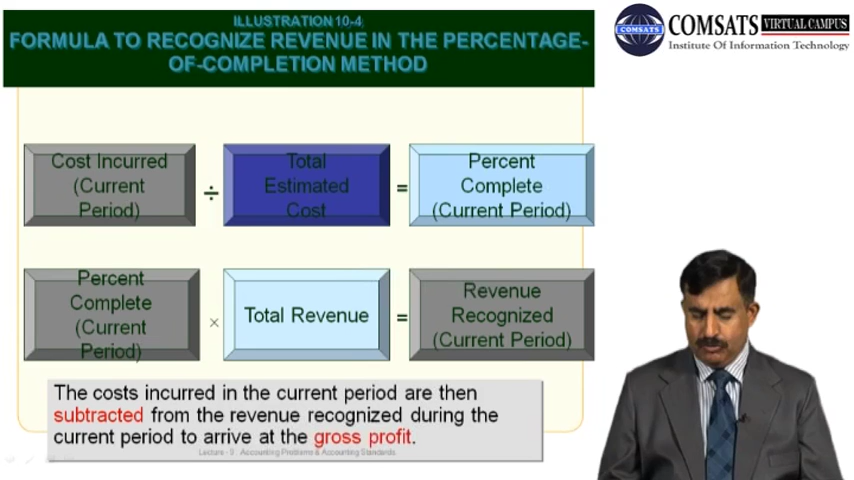 ILLUSTRATION 10-4
FORMULA TO RECOGNIZE REVENUE IN THE PERCENTAGE-
OF-COMPLETION METHOD
COMSATS
COMSATS VIRTUAL CAMPUS
Institute Of Information Technology
Cost Incurred
(Current
Period)
÷
Total
Estimated
Cost
=
Percent
Complete
(Current Period)
Percent
Complete
(Current
Period)
×
Total Revenue
=
Revenue
Recognized
(Current Period)
The costs incurred in the current period are then
subtracted from the revenue recognized during the
current period to arrive at the gross profit.
Lecture - 9 : Accounting Problems & Accounting Standards